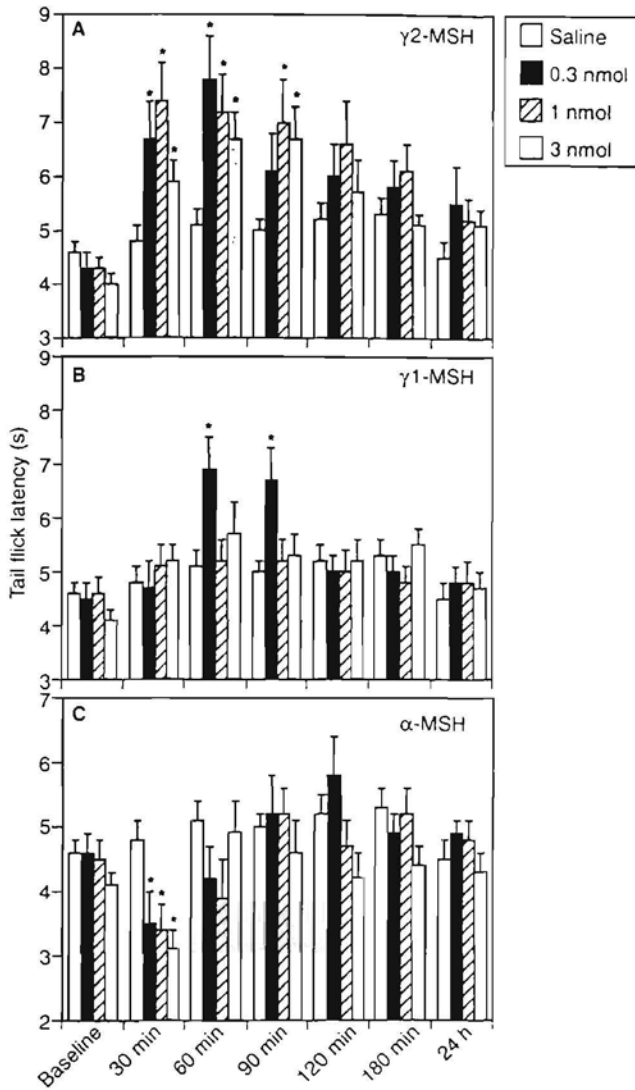 A
γ2-MSH
Saline
0.3 nmol
1 nmol
3 nmol
9
8
7
6
5
4
3
* * * * * * * *
B
γ1-MSH
9
8
7
6
5
4
3
* *
Tail flick latency (s)
C
α-MSH
7
6
5
4
3
2
* * *
Baseline
30 min
60 min
90 min
120 min
180 min
24 h